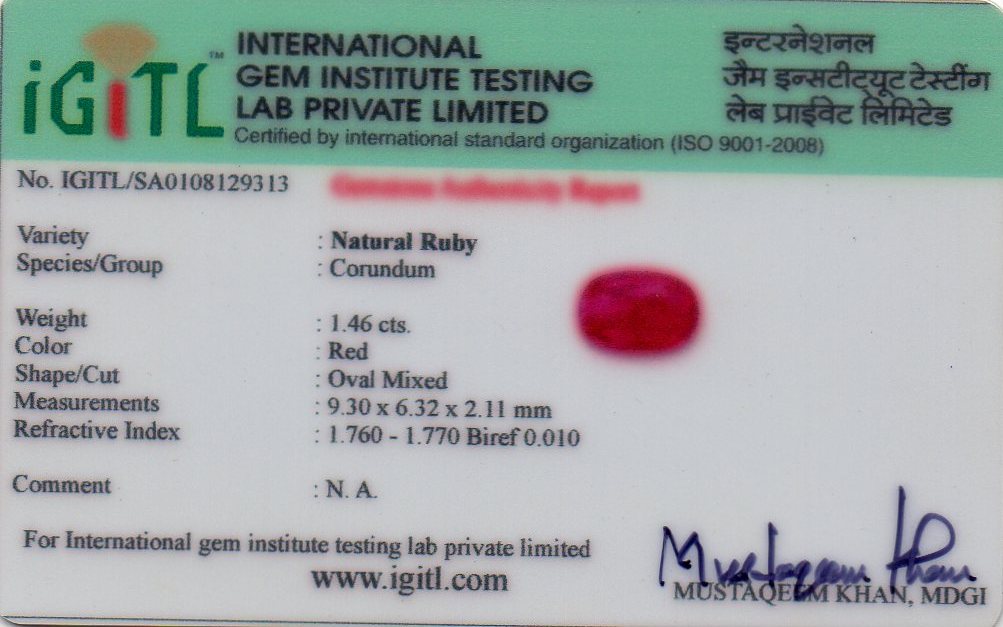 iGiTL™
INTERNATIONAL
GEM INSTITUTE TESTING
LAB PRIVATE LIMITED
Certified by international standard organization (ISO 9001-2008)
इन्टरनेशनल
जैम इन्सटीट्यूट टेस्टींग
लेब प्राईवेट लिमिटेड
No. IGITL/SA0108129313
Variety : Natural Ruby
Species/Group : Corundum
Weight : 1.46 cts.
Color : Red
Shape/Cut : Oval Mixed
Measurements : 9.30 x 6.32 x 2.11 mm
Refractive Index : 1.760 - 1.770 Biref 0.010
Comment : N. A.
For International gem institute testing lab private limited
www.igitl.com
Mustaqeem Khan
MUSTAQEEM KHAN, MDGI